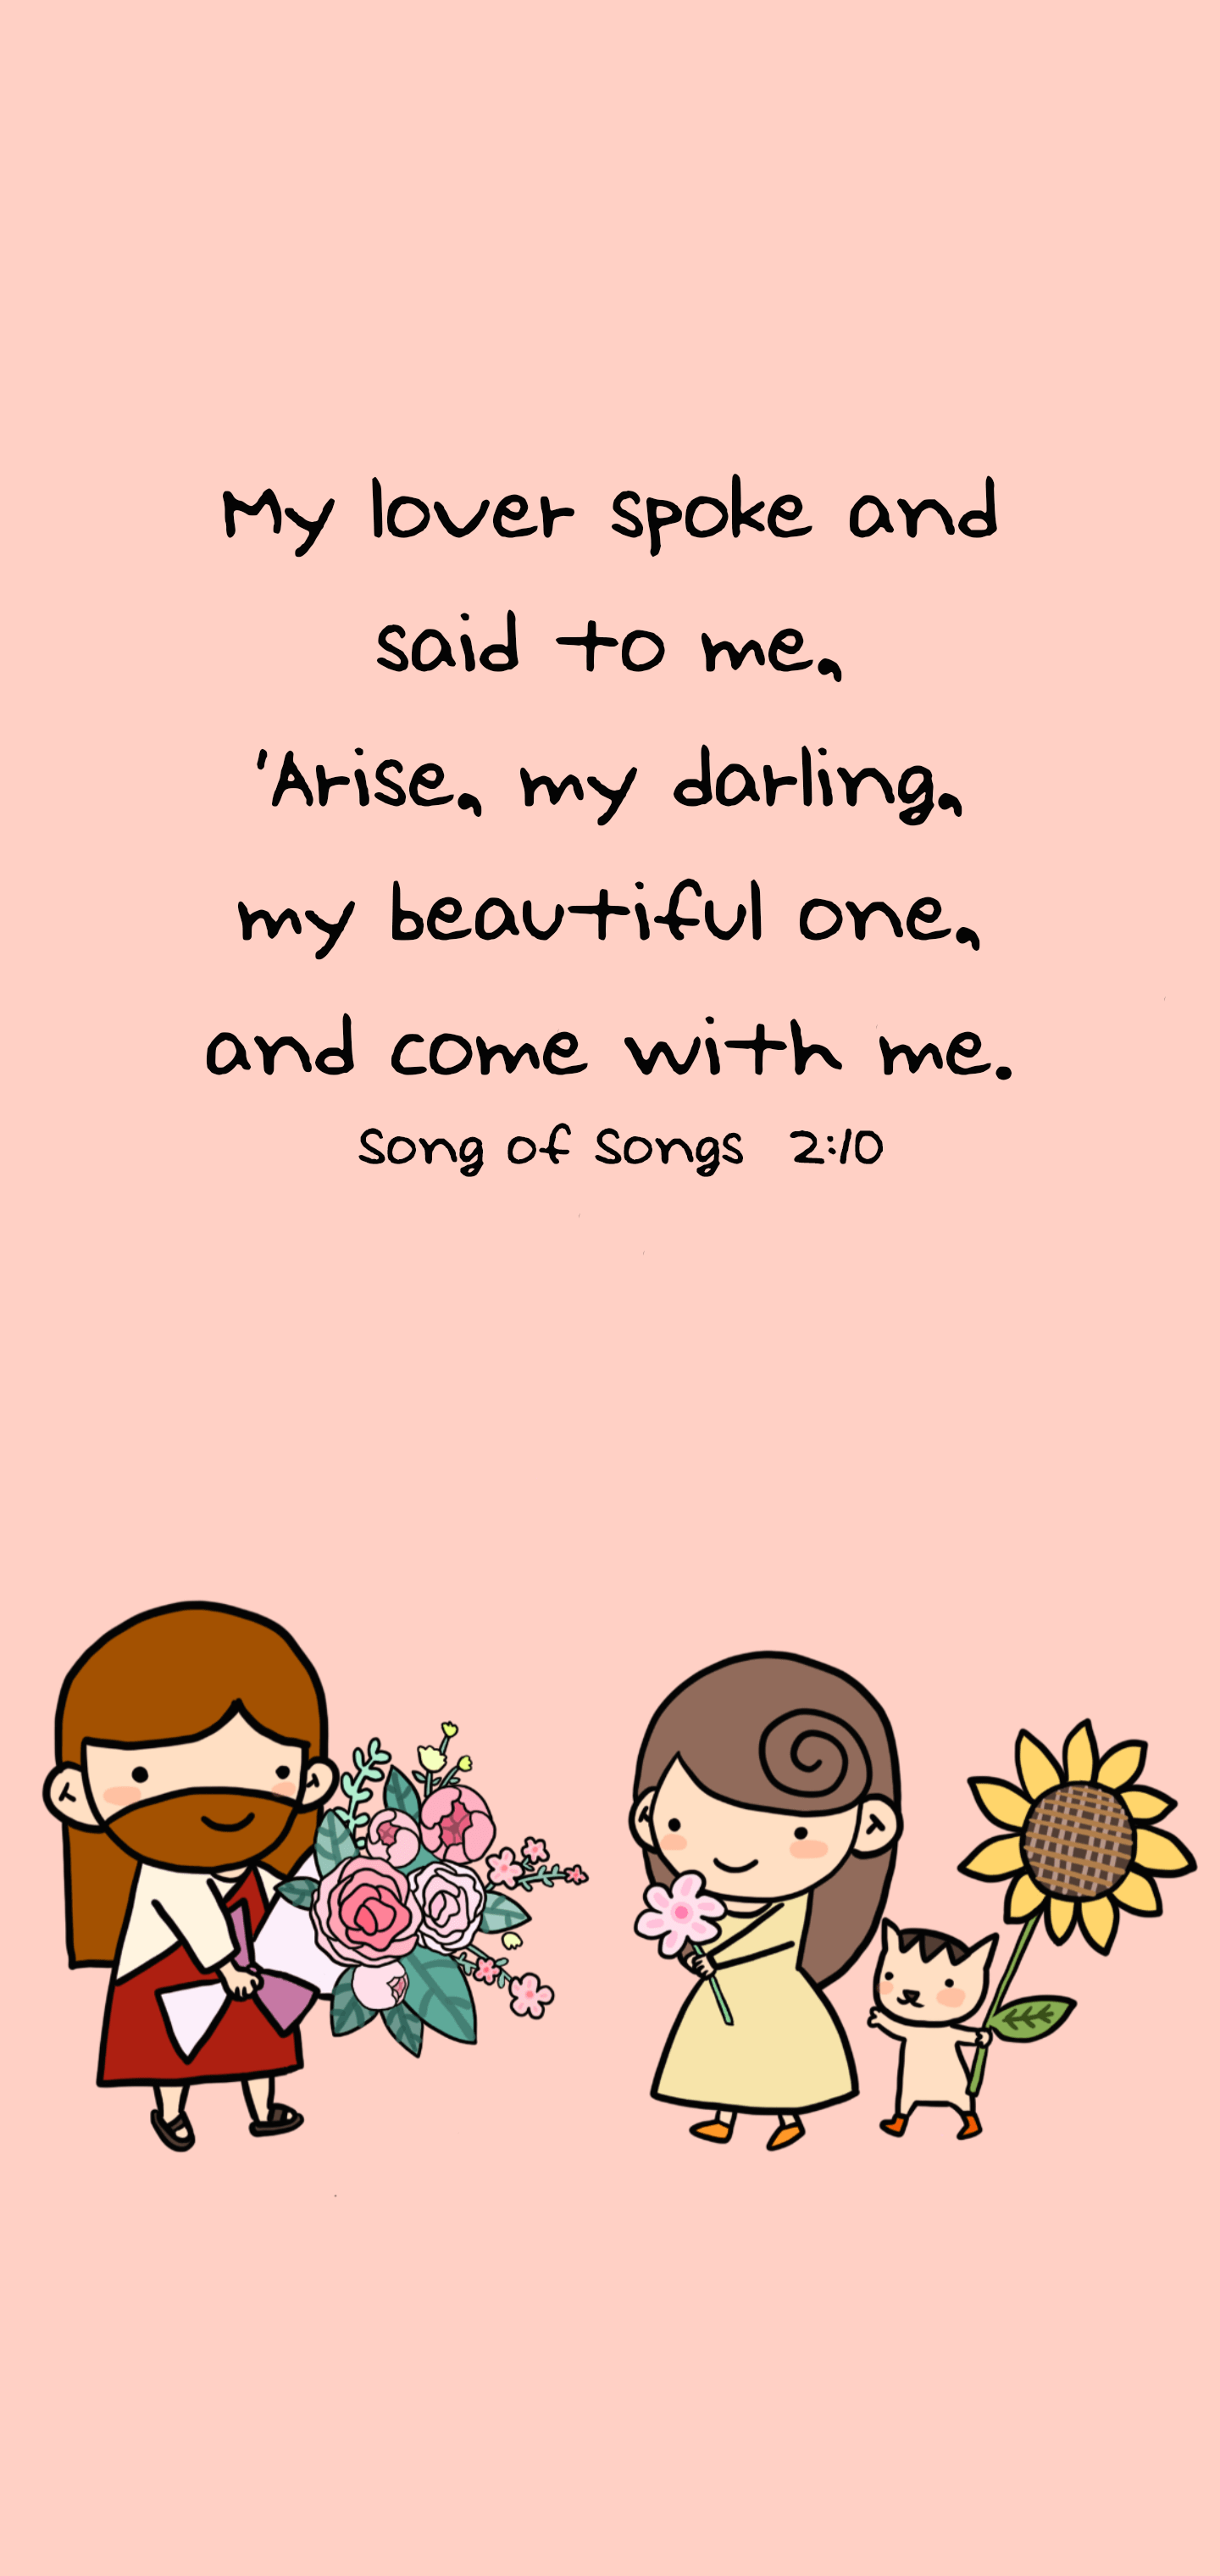 My lover spoke and
said to me,
'Arise, my darling,
my beautiful one,
and come with me.
Song of Songs 2:10